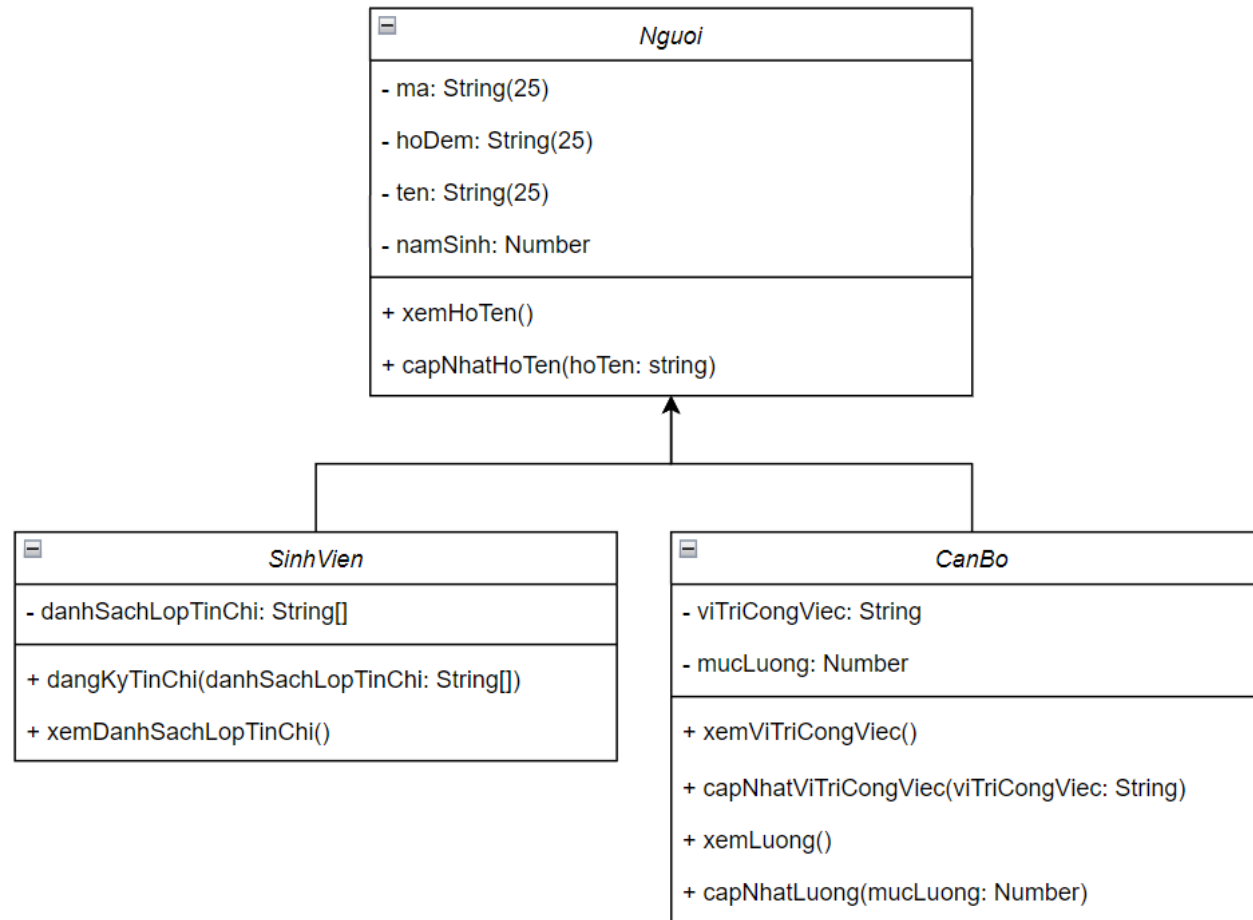 Nguoi
- ma: String(25)
- hoDem: String(25)
- ten: String(25)
- namSinh: Number
+ xemHoTen()
+ capNhatHoTen(hoTen: string)
SinhVien
- danhSachLopTinChi: String[]
+ dangKyTinChi(danhSachLopTinChi: String[])
+ xemDanhSachLopTinChi()
CanBo
- viTriCongViec: String
- mucLuong: Number
+ xemViTriCongViec()
+ capNhatViTriCongViec(viTriCongViec: String)
+ xemLuong()
+ capNhatLuong(mucLuong: Number)